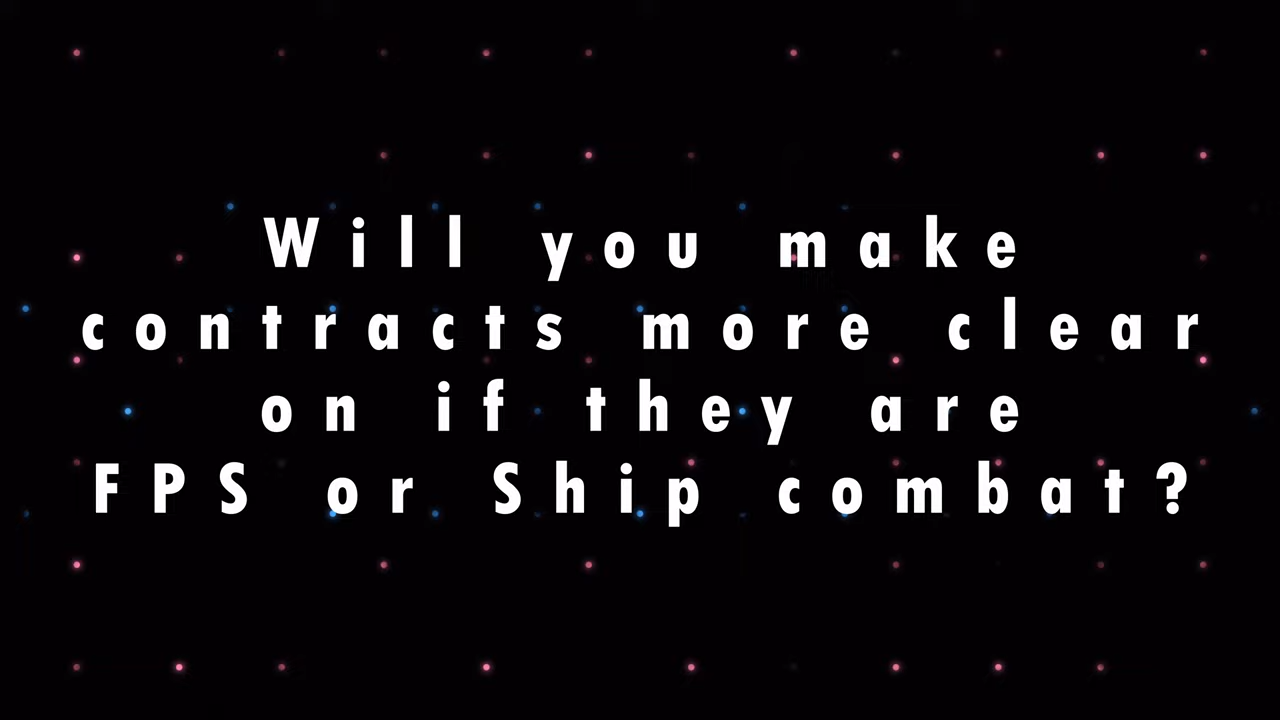 Will you make
contracts more clear
on if they are
FPS or Ship combat?